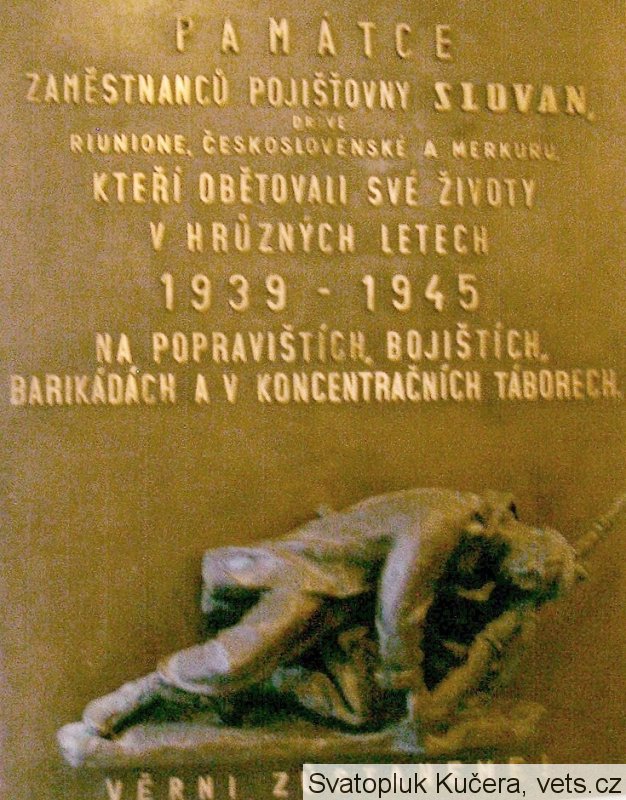 PAMÁTCE
ZAMĚSTNANCŮ POJIŠŤOVNY SLOVAN,
DŘÍVE
RIUNIONE, ČESKOSLOVENSKÉ A MERKURU,
KTEŘÍ OBĚTOVALI SVÉ ŽIVOTY
V HRŮZNÝCH LETECH
1939 - 1945
NA POPRAVIŠTÍCH, BOJIŠTÍCH,
BARIKÁDÁCH A V KONCENTRAČNÍCH TÁBORECH.
VĚRNI
Svatopluk Kučera, vets.cz